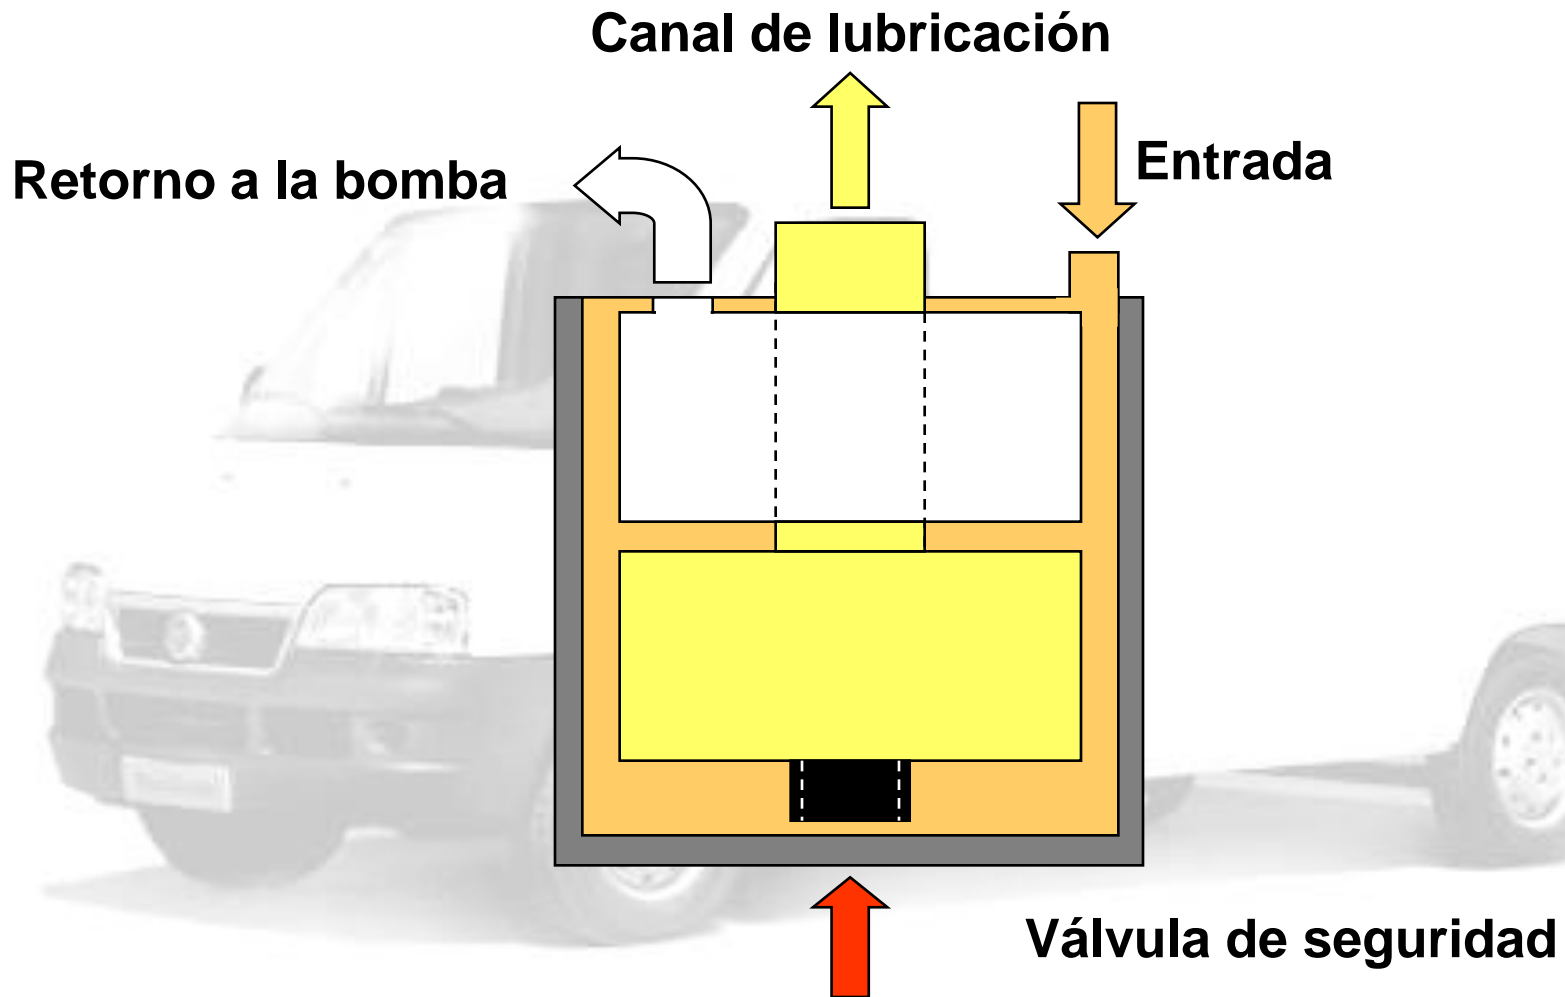 Canal de lubricación
Entrada
Retorno a la bomba
Válvula de seguridad